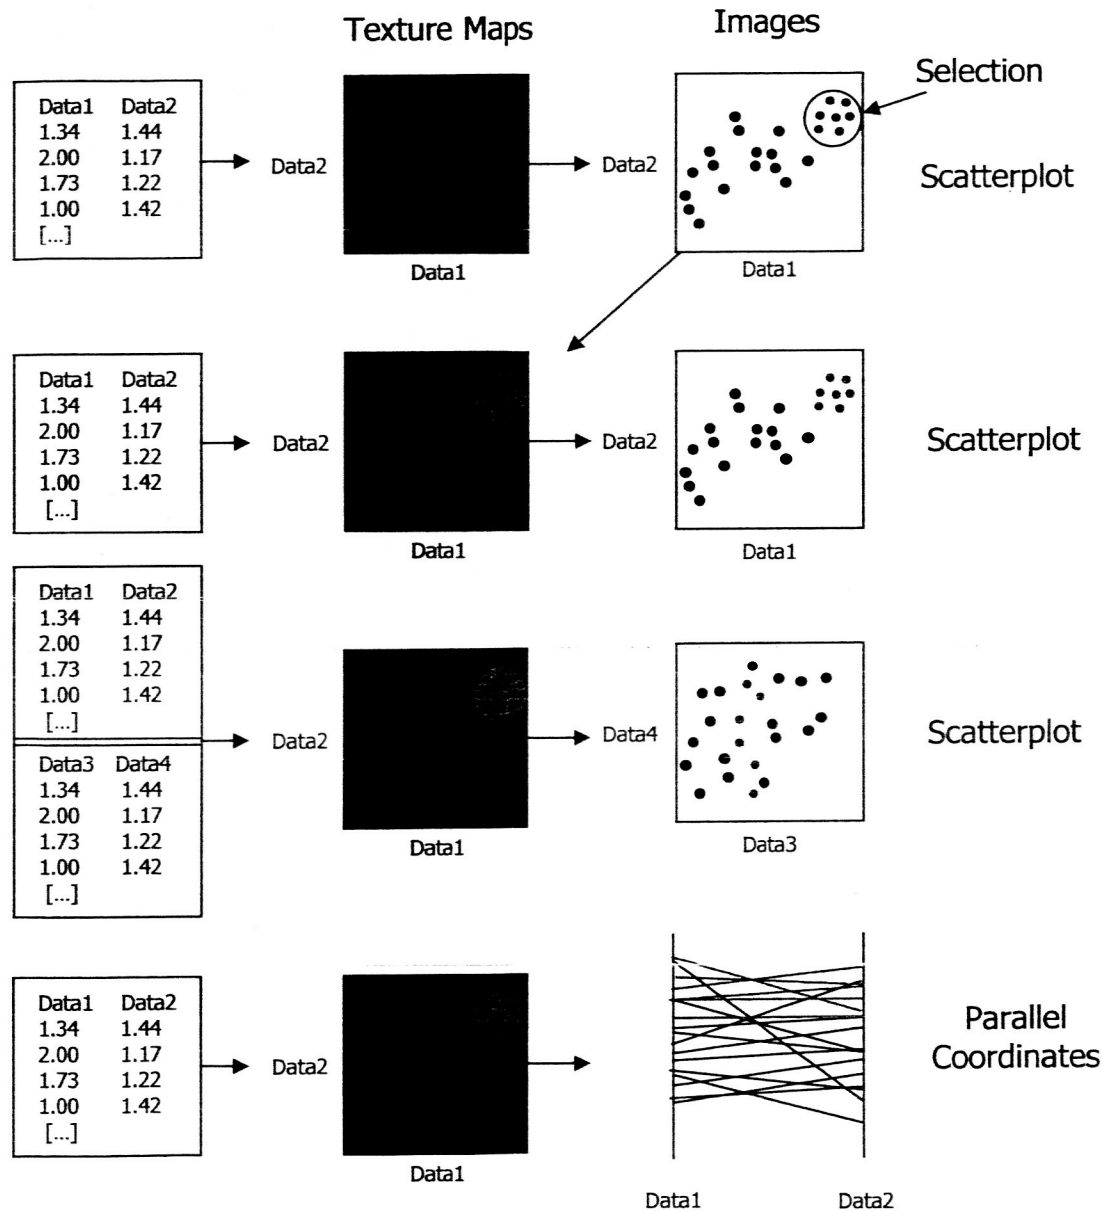 Texture Maps Images
Selection
Data1 Data2
1.34 1.44
2.00 1.17
1.73 1.22
1.00 1.42
[...]
Data2
Data1
Data2
Data1
Scatterplot
Data1 Data2
1.34 1.44
2.00 1.17
1.73 1.22
1.00 1.42
[...]
Data2
Data1
Data2
Data1
Scatterplot
Data1 Data2
1.34 1.44
2.00 1.17
1.73 1.22
1.00 1.42
[...]
Data3 Data4
1.34 1.44
2.00 1.17
1.73 1.22
1.00 1.42
[...]
Data2
Data1
Data4
Data3
Scatterplot
Data1 Data2
1.34 1.44
2.00 1.17
1.73 1.22
1.00 1.42
[...]
Data2
Data1
Data1 Data2
Parallel
Coordinates